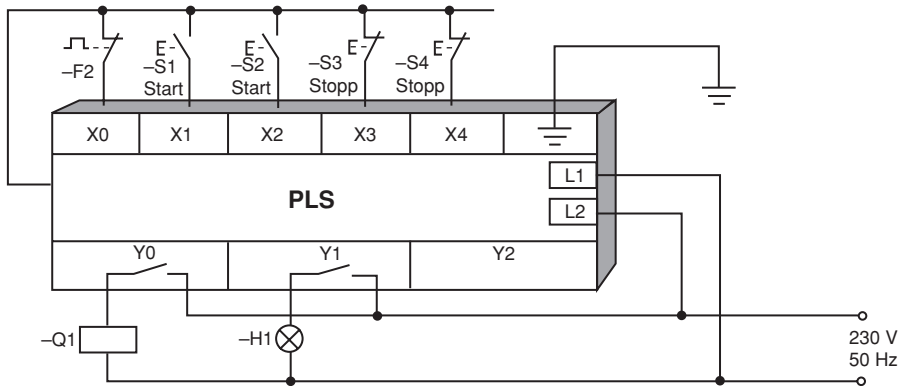 –F2
E
–S1
Start
E
–S2
Start
E
–S3
Stopp
E
–S4
Stopp
X0 X1 X2 X3 X4
PLS
L1
L2
Y0 Y1 Y2
–Q1
–H1
230 V
50 Hz